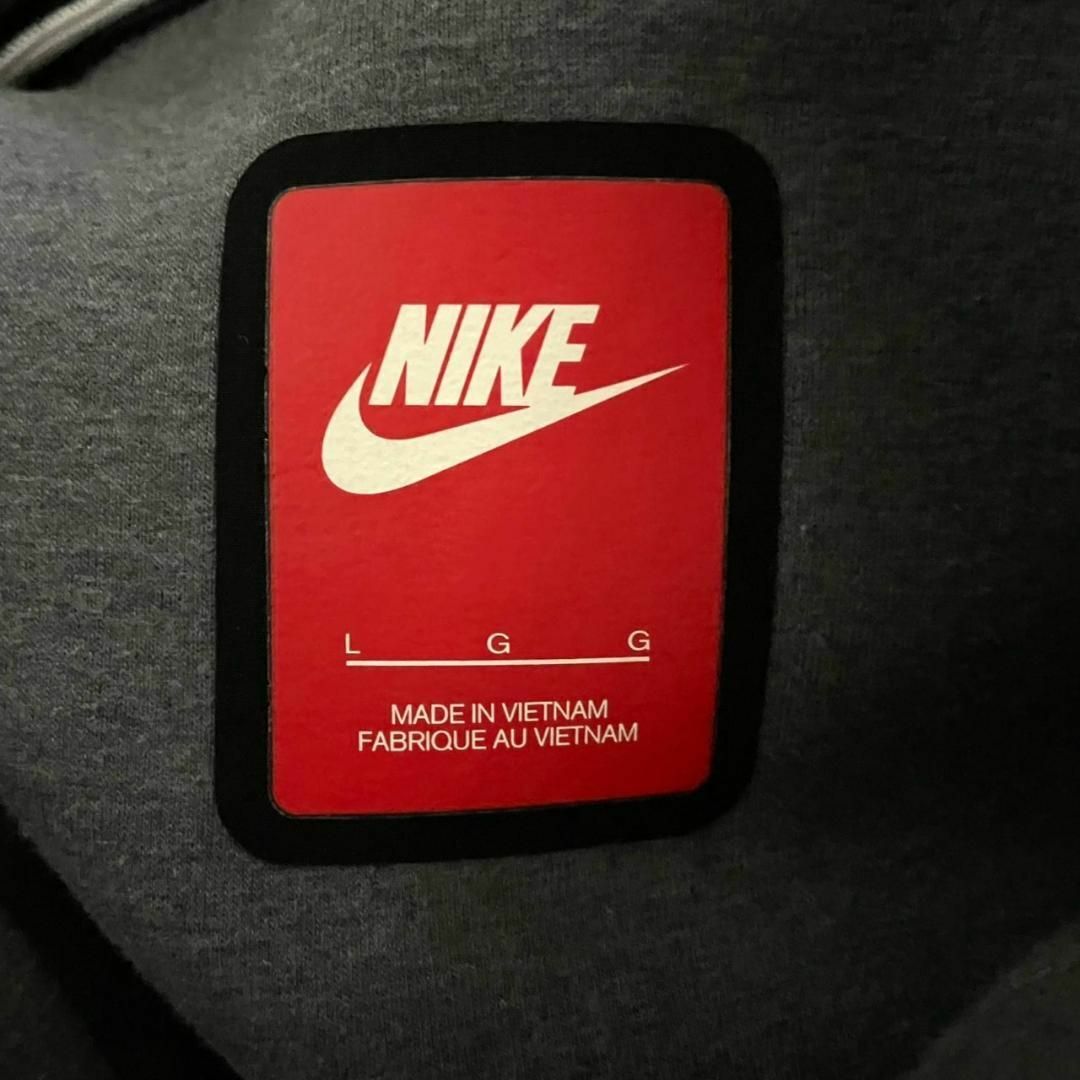 NIKE
L G G
MADE IN VIETNAM
FABRIQUE AU VIETNAM